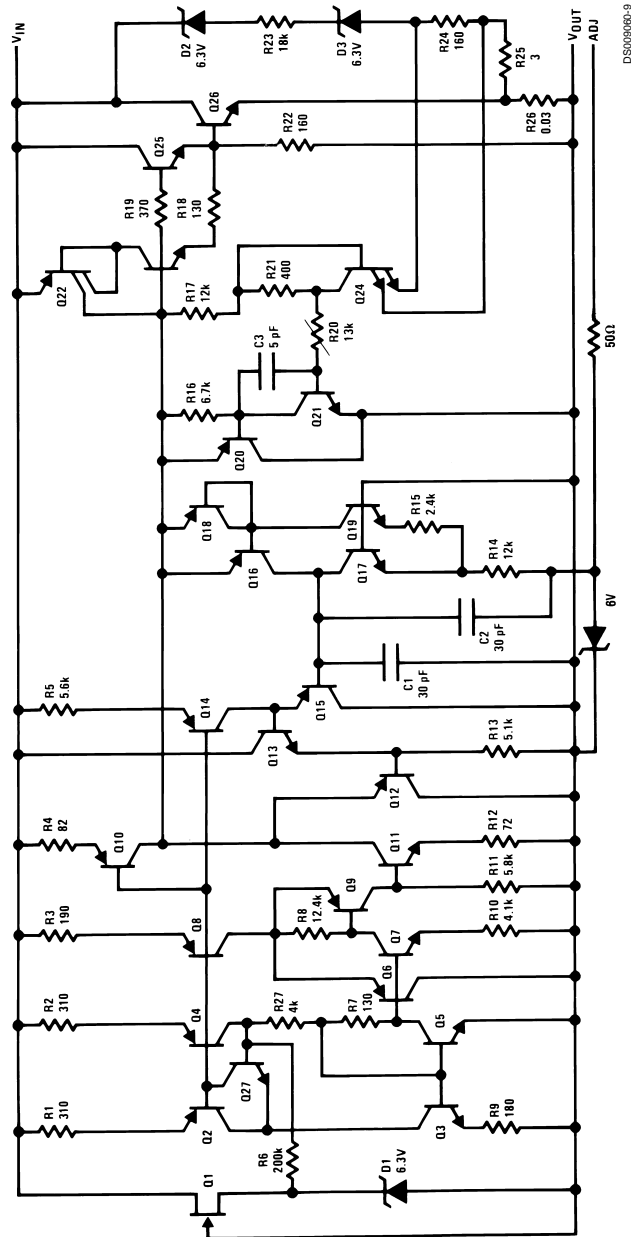 VIN
R1
310
R2
310
R3
190
R4
82
R5
5.6k
Q1
Q2
Q4
Q8
Q10
Q14
Q27
R6
200k
D1
6.3V
R27
4k
R7
130
Q3
Q5
R9
180
Q6
Q7
R8
12.4k
Q9
Q11
R10
4.1k
R11
5.8k
R12
72
Q12
Q13
R13
5.1k
Q15
C1
30 pF
C2
30 pF
Q16
Q18
Q17
Q19
R15
2.4k
R14
12k
6V
Q20
R16
6.7k
C3
5 pF
Q21
R20
13k
R17
12k
R21
400
Q24
Q22
R19
370
R18
130
Q25
Q26
R22
160
D2
6.3V
R23
18k
D3
6.3V
R24
160
R25
3
R26
0.03
50Ω
VOUT
ADJ
DS009060-9